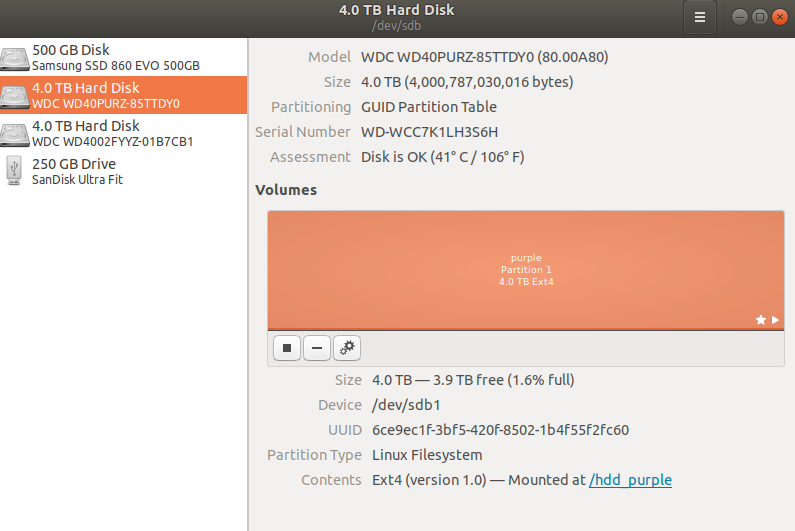 4.0 TB Hard Disk
/dev/sdb
500 GB Disk
Samsung SSD 860 EVO 500GB
4.0 TB Hard Disk
WDC WD40PURZ-85TTDY0
4.0 TB Hard Disk
WDC WD4002FYYZ-01B7CB1
250 GB Drive
SanDisk Ultra Fit
Model WDC WD40PURZ-85TTDY0 (80.00A80)
Size 4.0 TB (4,000,787,030,016 bytes)
Partitioning GUID Partition Table
Serial Number WD-WCC7K1LH3S6H
Assessment Disk is OK (41° C / 106° F)
Volumes
purple
Partition 1
4.0 TB Ext4
Size 4.0 TB — 3.9 TB free (1.6% full)
Device /dev/sdb1
UUID 6ce9ec1f-3bf5-420f-8502-1b4f55f2fc60
Partition Type Linux Filesystem
Contents Ext4 (version 1.0) — Mounted at /hdd_purple